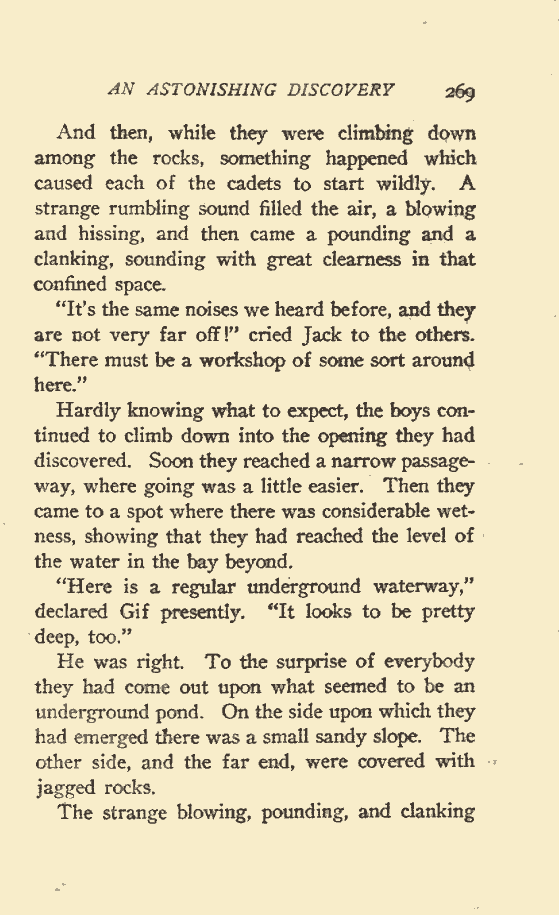 AN ASTONISHING DISCOVERY 269
And then, while they were climbing down
among the rocks, something happened which
caused each of the cadets to start wildly. A
strange rumbling sound filled the air, a blowing
and hissing, and then came a pounding and a
clanking, sounding with great clearness in that
confined space.
"It's the same noises we heard before, and they
are not very far off!" cried Jack to the others.
"There must be a workshop of some sort around
here."
Hardly knowing what to expect, the boys con-
tinued to climb down into the opening they had
discovered. Soon they reached a narrow passage-
way, where going was a little easier. Then they
came to a spot where there was considerable wet-
ness, showing that they had reached the level of
the water in the bay beyond.
"Here is a regular underground waterway,"
declared Gif presently. "It looks to be pretty
deep, too."
He was right. To the surprise of everybody
they had come out upon what seemed to be an
underground pond. On the side upon which they
had emerged there was a small sandy slope. The
other side, and the far end, were covered with
jagged rocks.
The strange blowing, pounding, and clanking